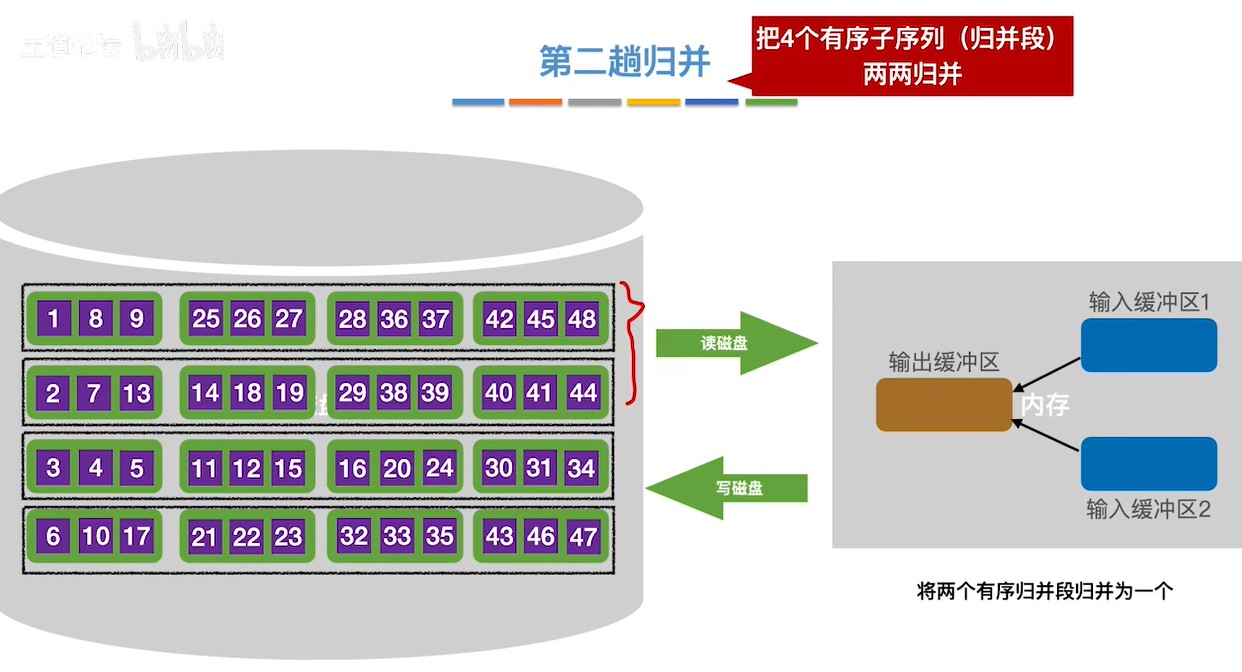 王道论坛 bilibili
第二趟归并
把4个有序子序列（归并段）
两两归并
1 8 9 25 26 27 28 36 37 42 45 48
2 7 13 14 18 19 29 38 39 40 41 44
3 4 5 11 12 15 16 20 24 30 31 34
6 10 17 21 22 23 32 33 35 43 46 47
读磁盘
写磁盘
输入缓冲区1
输出缓冲区
内存
输入缓冲区2
将两个有序归并段归并为一个